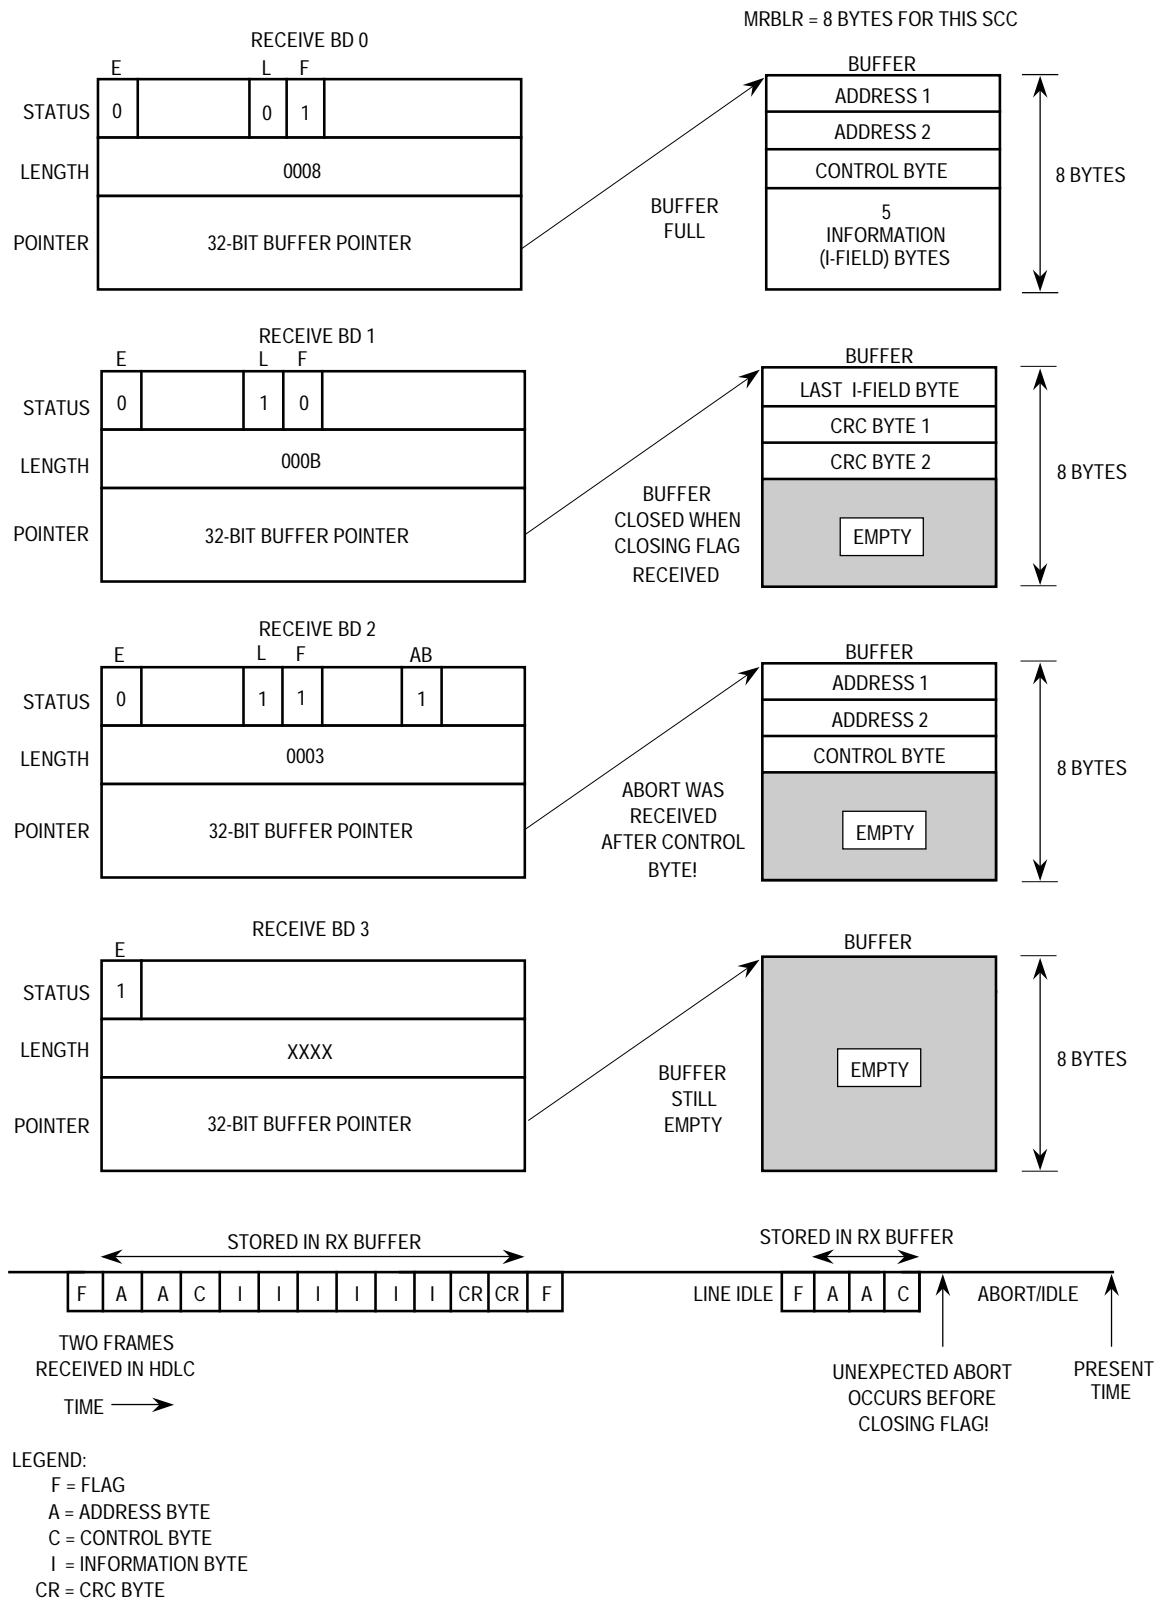 MRBLR = 8 BYTES FOR THIS SCC
RECEIVE BD 0
E L F
STATUS 0 0 1
LENGTH 0008
POINTER 32-BIT BUFFER POINTER
BUFFER
FULL
BUFFER
ADDRESS 1
ADDRESS 2
CONTROL BYTE
5
INFORMATION
(I-FIELD) BYTES
8 BYTES
RECEIVE BD 1
E L F
STATUS 0 1 0
LENGTH 000B
POINTER 32-BIT BUFFER POINTER
BUFFER
CLOSED WHEN
CLOSING FLAG
RECEIVED
BUFFER
LAST I-FIELD BYTE
CRC BYTE 1
CRC BYTE 2
EMPTY
8 BYTES
RECEIVE BD 2
E L F AB
STATUS 0 1 1 1
LENGTH 0003
POINTER 32-BIT BUFFER POINTER
ABORT WAS
RECEIVED
AFTER CONTROL
BYTE!
BUFFER
ADDRESS 1
ADDRESS 2
CONTROL BYTE
EMPTY
8 BYTES
RECEIVE BD 3
E
STATUS 1
LENGTH XXXX
POINTER 32-BIT BUFFER POINTER
BUFFER
STILL
EMPTY
BUFFER
EMPTY
8 BYTES
STORED IN RX BUFFER STORED IN RX BUFFER
F A A C I I I I I I CR CR F LINE IDLE F A A C ABORT/IDLE
TWO FRAMES
RECEIVED IN HDLC
TIME
UNEXPECTED ABORT
OCCURS BEFORE
CLOSING FLAG!
PRESENT
TIME
LEGEND:
F = FLAG
A = ADDRESS BYTE
C = CONTROL BYTE
I = INFORMATION BYTE
CR = CRC BYTE